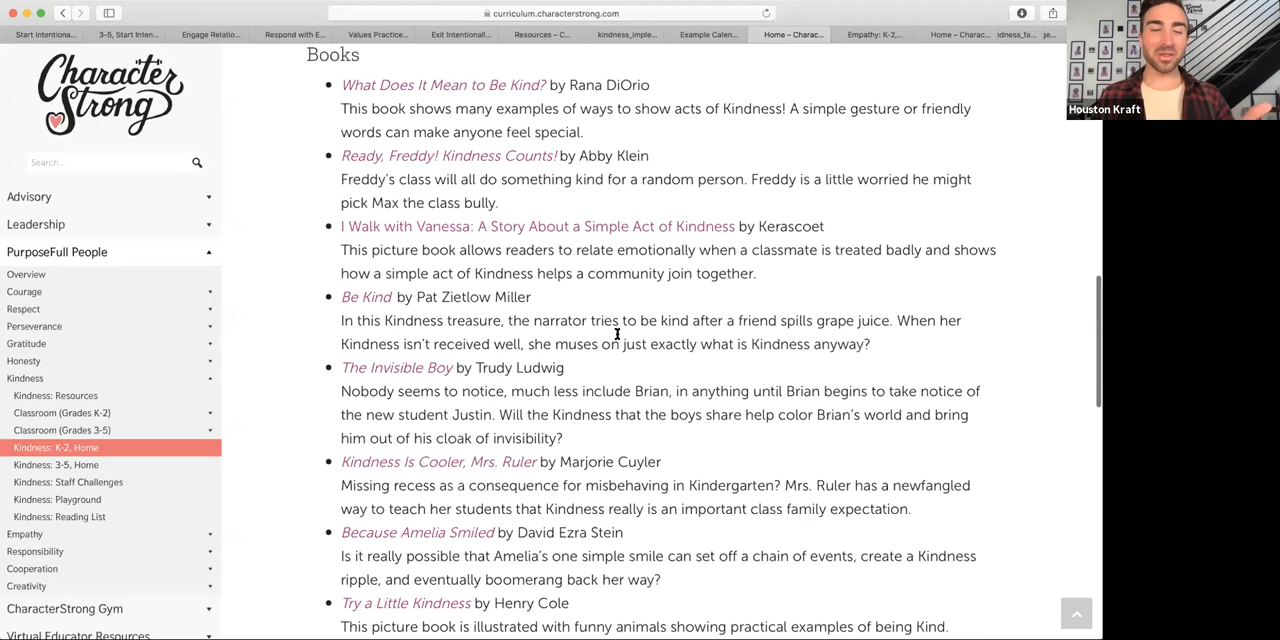 curriculum.characterstrong.com
Start Intentiona...
3-5, Start Inten...
Engage Relatio...
Respond with E...
Values Practice...
Exit Intentionall...
Resources – C...
kindness_imple...
Example Calen...
Home – Charac...
Empathy: K-2,...
Home – Charac...
Houston Kraft
Character
Strong
Search...
Advisory
Leadership
PurposeFull People
Overview
Courage
Respect
Perseverance
Gratitude
Honesty
Kindness
Kindness: Resources
Classroom (Grades K-2)
Classroom (Grades 3-5)
Kindness: K-2, Home
Kindness: 3-5, Home
Kindness: Staff Challenges
Kindness: Playground
Kindness: Reading List
Empathy
Responsibility
Cooperation
Creativity
CharacterStrong Gym
Virtual Educator Resources
Books
What Does It Mean to Be Kind? by Rana DiOrio
This book shows many examples of ways to show acts of Kindness! A simple gesture or friendly
words can make anyone feel special.
Ready, Freddy! Kindness Counts! by Abby Klein
Freddy's class will all do something kind for a random person. Freddy is a little worried he might
pick Max the class bully.
I Walk with Vanessa: A Story About a Simple Act of Kindness by Kerascoet
This picture book allows readers to relate emotionally when a classmate is treated badly and shows
how a simple act of Kindness helps a community join together.
Be Kind by Pat Zietlow Miller
In this Kindness treasure, the narrator tries to be kind after a friend spills grape juice. When her
Kindness isn't received well, she muses on just exactly what is Kindness anyway?
The Invisible Boy by Trudy Ludwig
Nobody seems to notice, much less include Brian, in anything until Brian begins to take notice of
the new student Justin. Will the Kindness that the boys share help color Brian's world and bring
him out of his cloak of invisibility?
Kindness Is Cooler, Mrs. Ruler by Marjorie Cuyler
Missing recess as a consequence for misbehaving in Kindergarten? Mrs. Ruler has a newfangled
way to teach her students that Kindness really is an important class family expectation.
Because Amelia Smiled by David Ezra Stein
Is it really possible that Amelia's one simple smile can set off a chain of events, create a Kindness
ripple, and eventually boomerang back her way?
Try a Little Kindness by Henry Cole
This picture book is illustrated with funny animals showing practical examples of being Kind.